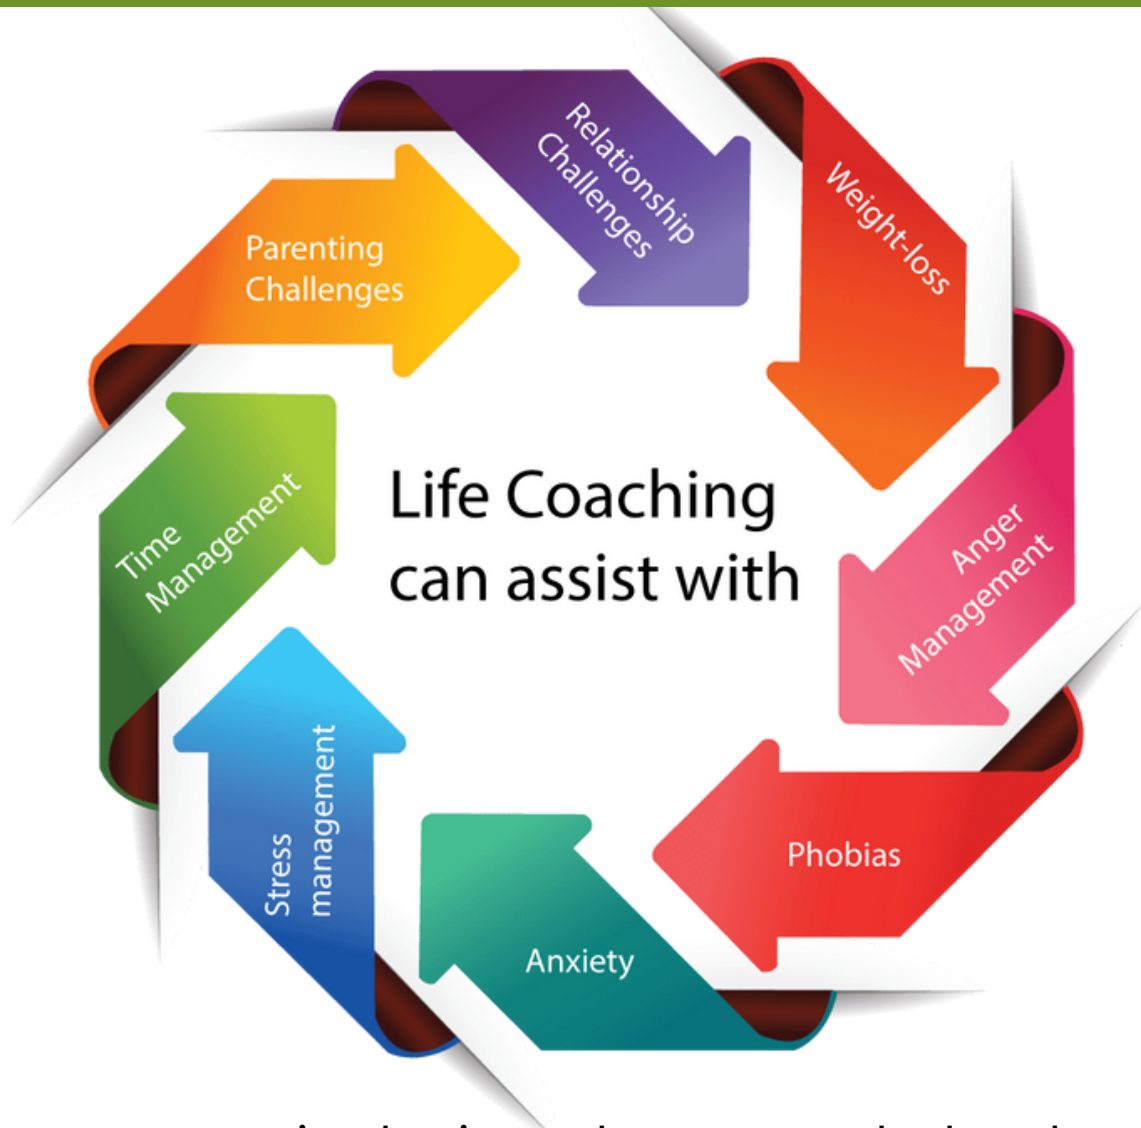 Relationship
Challenges
Weight-loss
Parenting
Challenges
Life Coaching
can assist with
Time
Management
Anger
Management
Stress
management
Phobias
Anxiety